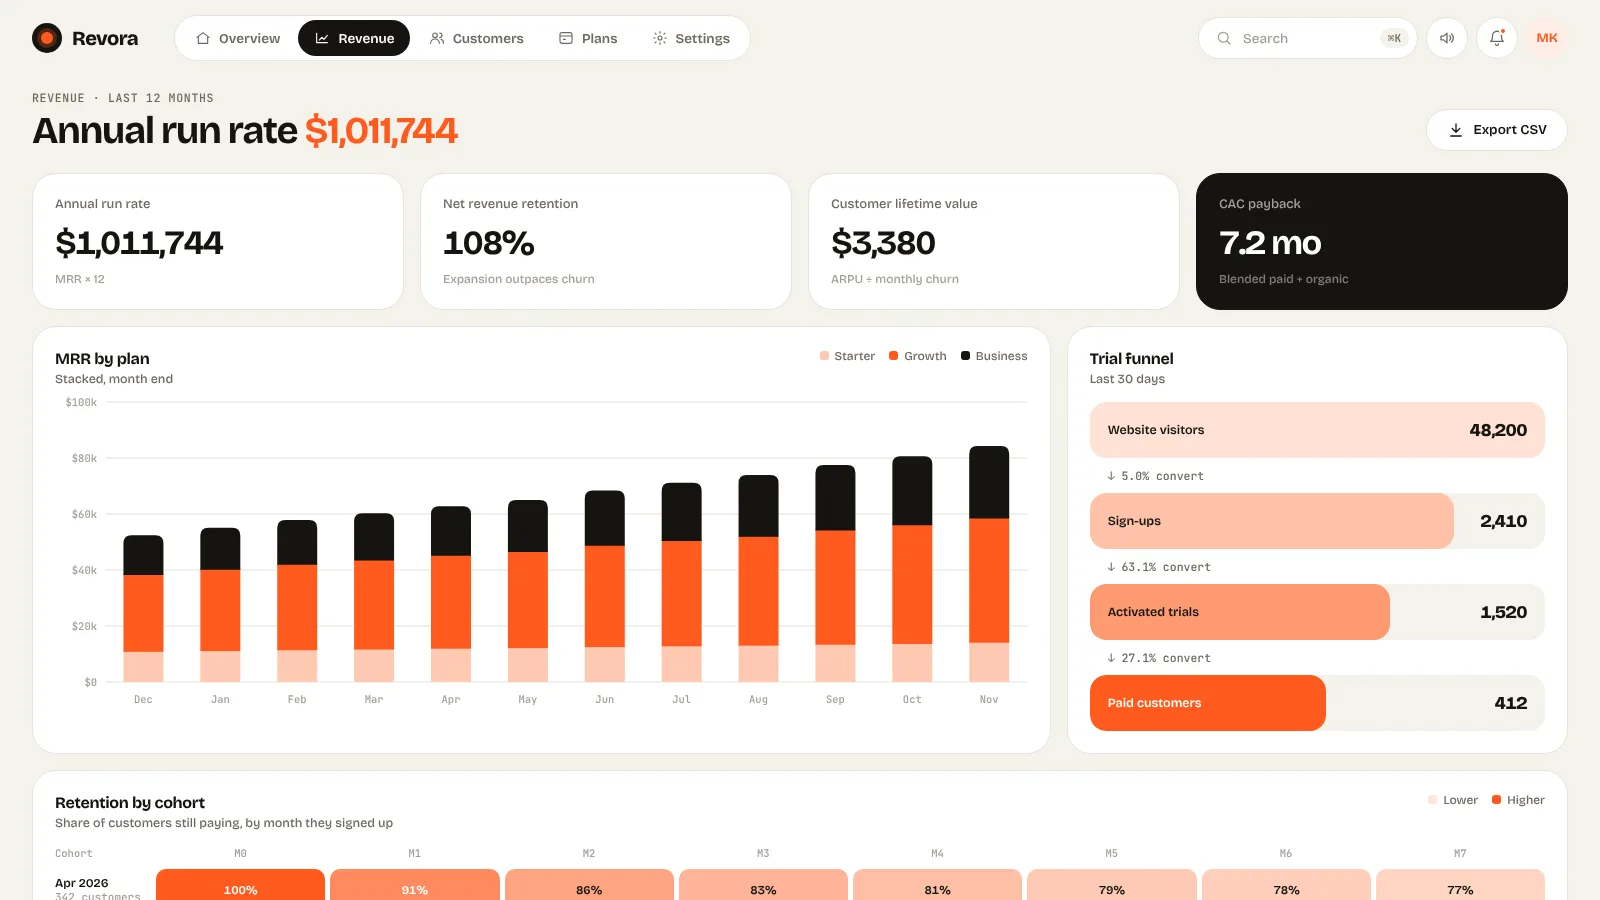 Revora
Overview
Revenue
Customers
Plans
Settings
Search
⌘K
MK
REVENUE · LAST 12 MONTHS
Annual run rate $1,011,744
Export CSV
Annual run rate
$1,011,744
MRR × 12
Net revenue retention
108%
Expansion outpaces churn
Customer lifetime value
$3,380
ARPU ÷ monthly churn
CAC payback
7.2 mo
Blended paid + organic
MRR by plan
Stacked, month end
Starter
Growth
Business
$100k
$80k
$60k
$40k
$20k
$0
Dec Jan Feb Mar Apr May Jun Jul Aug Sep Oct Nov
Trial funnel
Last 30 days
Website visitors 48,200
↓ 5.0% convert
Sign-ups 2,410
↓ 63.1% convert
Activated trials 1,520
↓ 27.1% convert
Paid customers 412
Retention by cohort
Share of customers still paying, by month they signed up
Lower
Higher
Cohort M0 M1 M2 M3 M4 M5 M6 M7
Apr 2026 100% 91% 86% 83% 81% 79% 78% 77%
342 customers